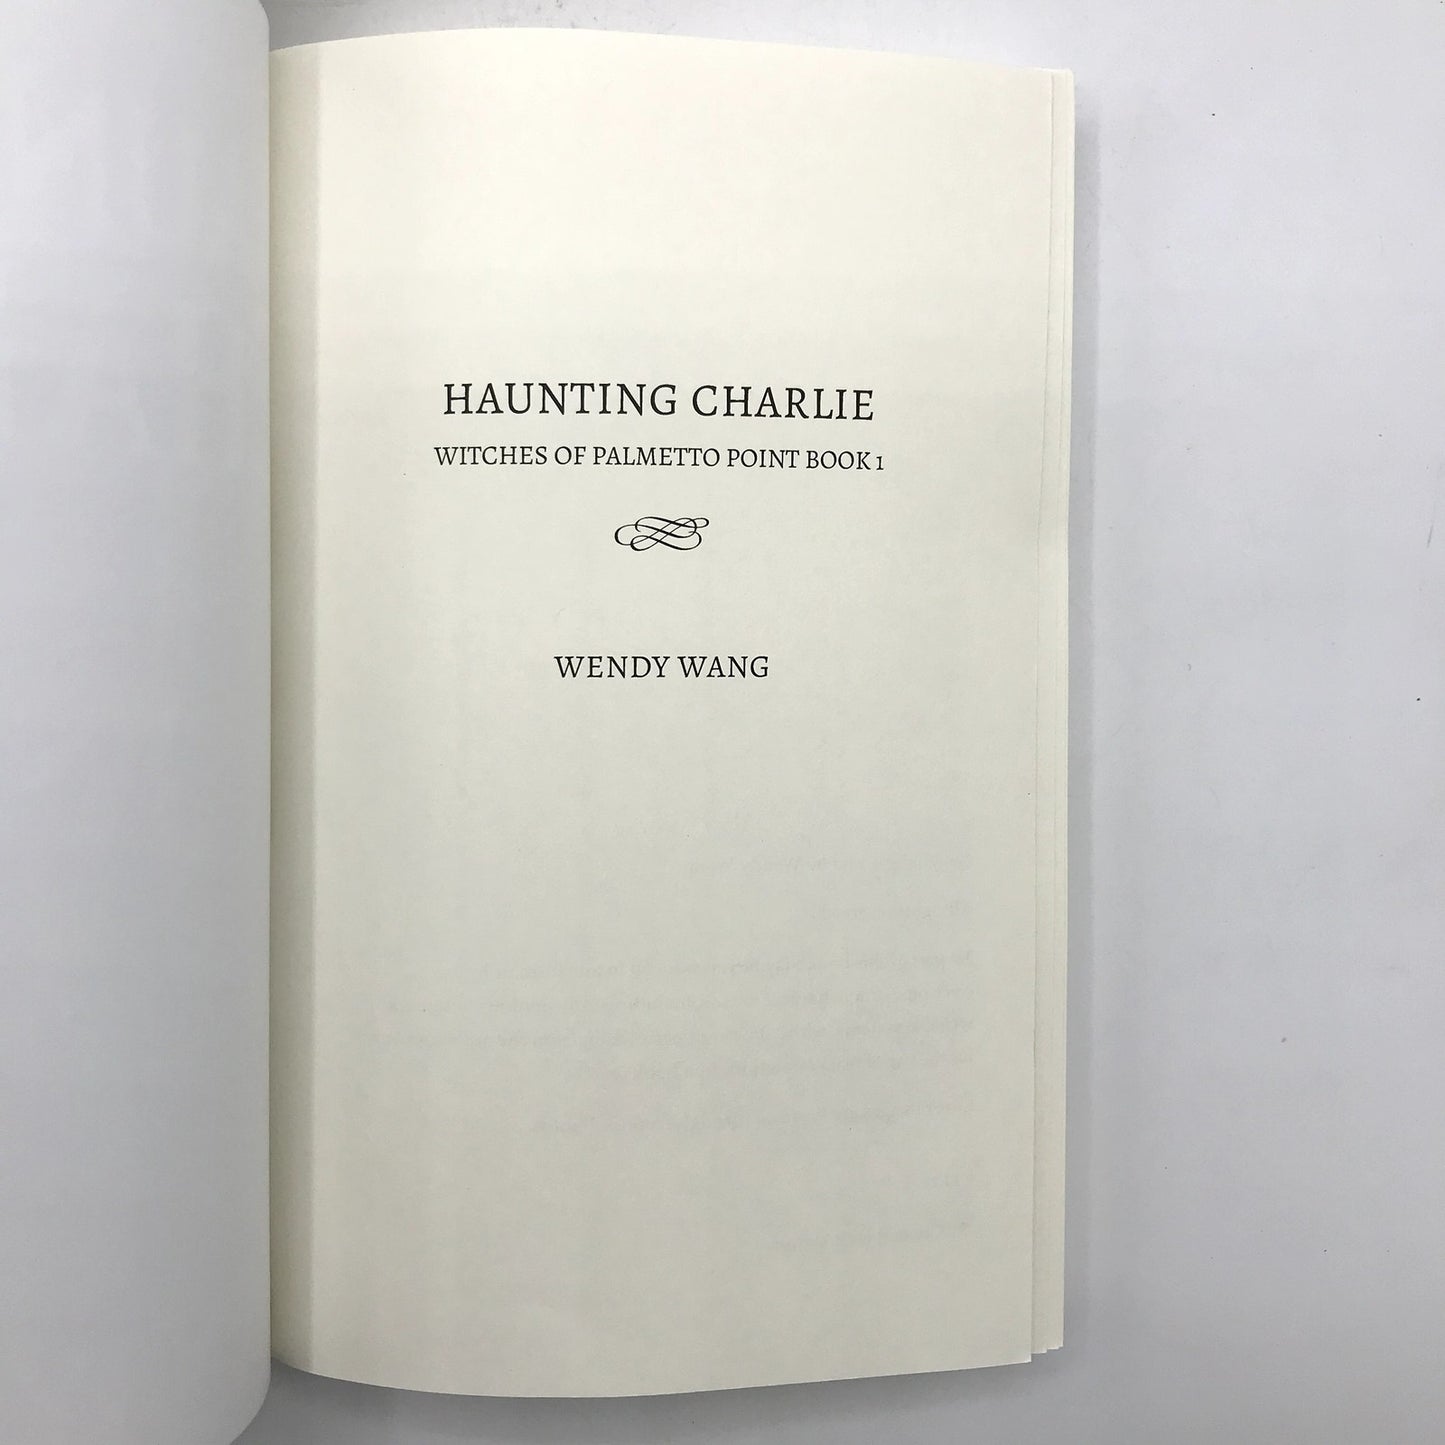 HAUNTING CHARLIE
WITCHES OF PALMETTO POINT BOOK 1
WENDY WANG